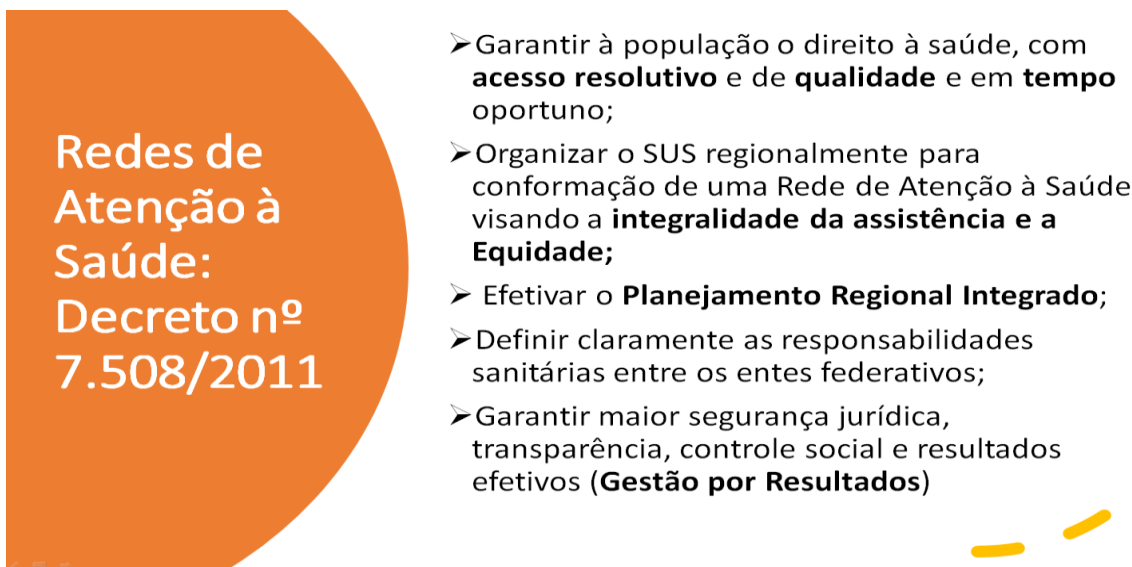 Redes de
Atenção à
Saúde:
Decreto nº
7.508/2011
➢Garantir à população o direito à saúde, com
acesso resolutivo e de qualidade e em tempo
oportuno;
➢Organizar o SUS regionalmente para
conformação de uma Rede de Atenção à Saúde
visando a integralidade da assistência e a
Equidade;
➢ Efetivar o Planejamento Regional Integrado;
➢Definir claramente as responsabilidades
sanitárias entre os entes federativos;
➢Garantir maior segurança jurídica,
transparência, controle social e resultados
efetivos (Gestão por Resultados)